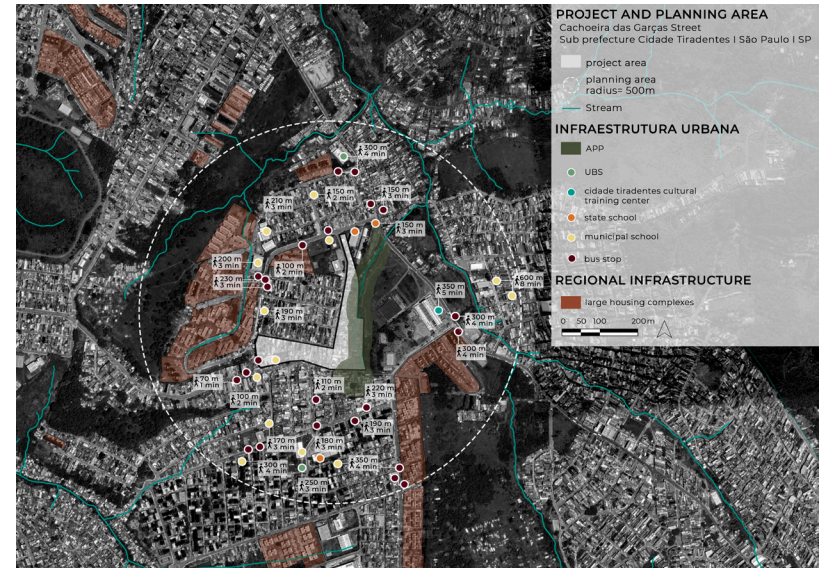 PROJECT AND PLANNING AREA
Cachoeira das Garças Street
Sub prefecture Cidade Tiradentes I São Paulo I SP
project area
planning area
radius= 500m
Stream
INFRAESTRUTURA URBANA
APP
UBS
cidade tiradentes cultural
training center
state school
municipal school
bus stop
REGIONAL INFRASTRUCTURE
large housing complexes
0 50 100 200m
300 m
4 min
150 m
2 min
150 m
3 min
210 m
3 min
150 m
3 min
200 m
3 min
100 m
2 min
230 m
3 min
600 m
8 min
350 m
5 min
190 m
3 min
300 m
4 min
300 m
4 min
70 m
1 min
110 m
2 min
220 m
3 min
100 m
2 min
190 m
3 min
170 m
3 min
180 m
3 min
300 m
4 min
350 m
4 min
250 m
3 min